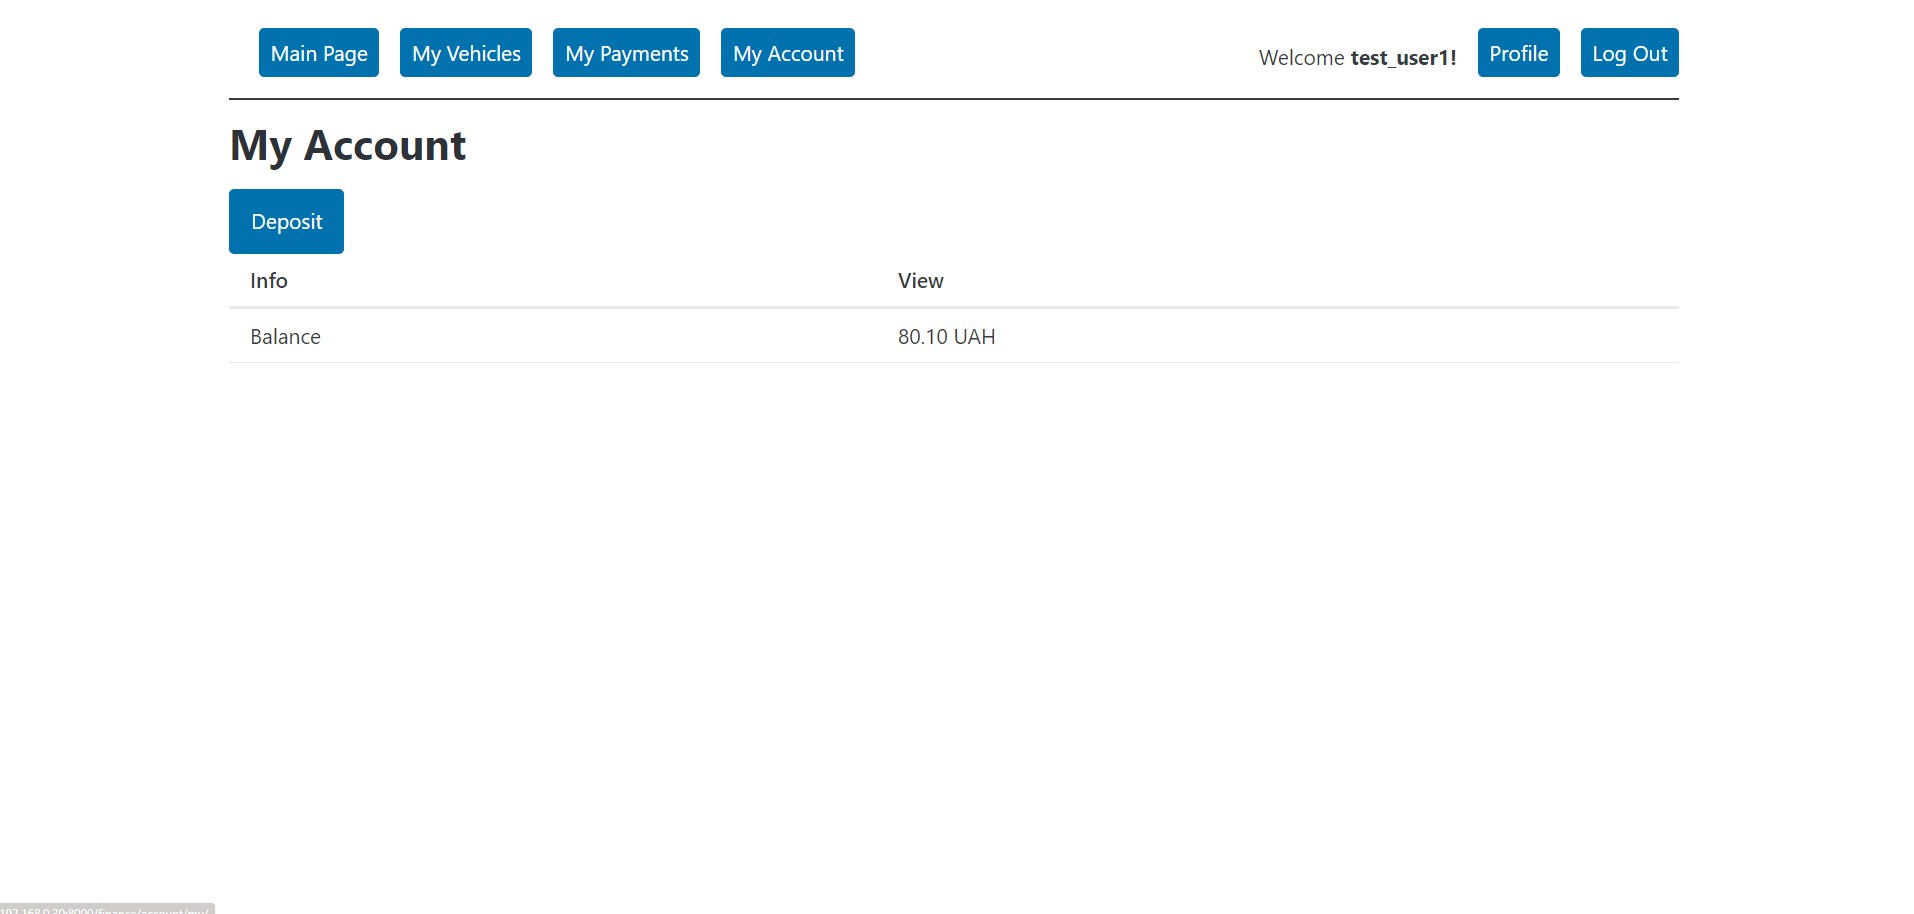 Main Page My Vehicles My Payments My Account Welcome test_user1! Profile Log Out
My Account
Deposit
Info View
Balance 80.10 UAH